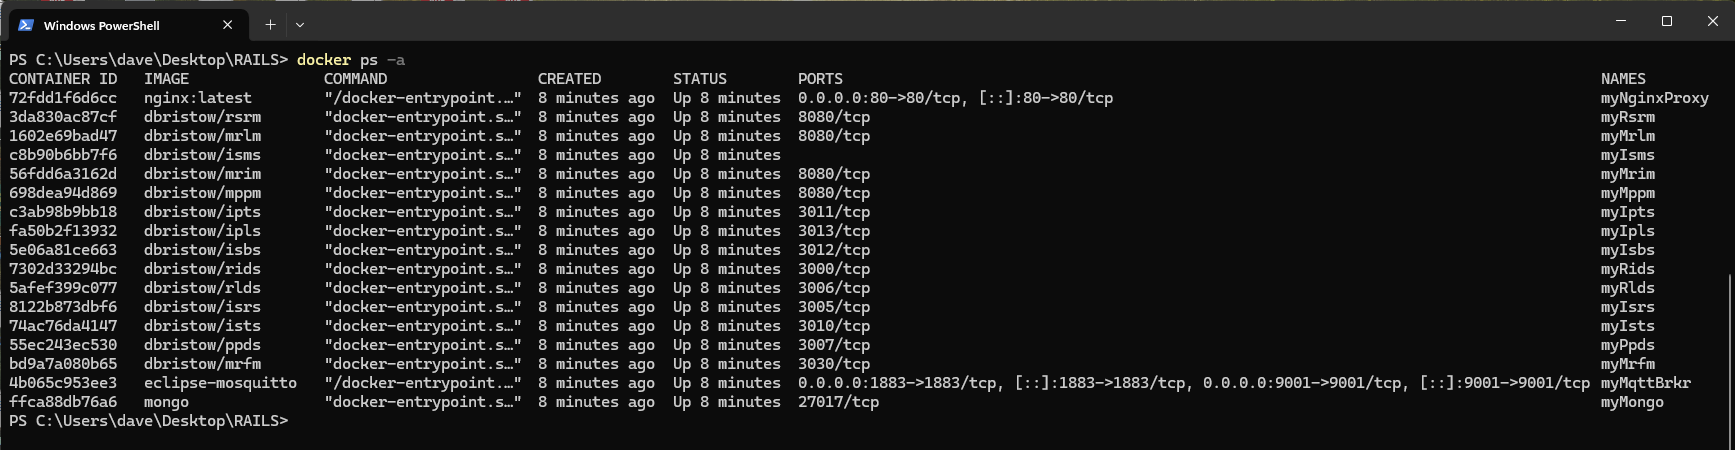 Windows PowerShell
PS C:\Users\dave\Desktop\RAILS> docker ps -a
CONTAINER ID   IMAGE               COMMAND                  CREATED         STATUS         PORTS                                                                                    NAMES
72fdd1f6d6cc   nginx:latest        "/docker-entrypoint.…"   8 minutes ago   Up 8 minutes   0.0.0.0:80->80/tcp, [::]:80->80/tcp                                                      myNginxProxy
3da830ac87cf   dbristow/rsrm       "docker-entrypoint.s…"   8 minutes ago   Up 8 minutes   8080/tcp                                                                                 myRsrm
1602e69bad47   dbristow/mrlm       "docker-entrypoint.s…"   8 minutes ago   Up 8 minutes   8080/tcp                                                                                 myMrlm
c8b90b6bb7f6   dbristow/isms       "docker-entrypoint.s…"   8 minutes ago   Up 8 minutes                                                                                            myIsms
56fdd6a3162d   dbristow/mrim       "docker-entrypoint.s…"   8 minutes ago   Up 8 minutes   8080/tcp                                                                                 myMrim
698dea94d869   dbristow/mppm       "docker-entrypoint.s…"   8 minutes ago   Up 8 minutes   8080/tcp                                                                                 myMppm
c3ab98b9bb18   dbristow/ipts       "docker-entrypoint.s…"   8 minutes ago   Up 8 minutes   3011/tcp                                                                                 myIpts
fa50b2f13932   dbristow/ipls       "docker-entrypoint.s…"   8 minutes ago   Up 8 minutes   3013/tcp                                                                                 myIpls
5e06a81ce663   dbristow/isbs       "docker-entrypoint.s…"   8 minutes ago   Up 8 minutes   3012/tcp                                                                                 myIsbs
7302d33294bc   dbristow/rids       "docker-entrypoint.s…"   8 minutes ago   Up 8 minutes   3000/tcp                                                                                 myRids
5afef399c077   dbristow/rlds       "docker-entrypoint.s…"   8 minutes ago   Up 8 minutes   3006/tcp                                                                                 myRlds
8122b873dbf6   dbristow/isrs       "docker-entrypoint.s…"   8 minutes ago   Up 8 minutes   3005/tcp                                                                                 myIsrs
74ac76da4147   dbristow/ists       "docker-entrypoint.s…"   8 minutes ago   Up 8 minutes   3010/tcp                                                                                 myIsts
55ec243ec530   dbristow/ppds       "docker-entrypoint.s…"   8 minutes ago   Up 8 minutes   3007/tcp                                                                                 myPpds
bd9a7a080b65   dbristow/mrfm       "docker-entrypoint.s…"   8 minutes ago   Up 8 minutes   3030/tcp                                                                                 myMrfm
4b065c953ee3   eclipse-mosquitto   "/docker-entrypoint.…"   8 minutes ago   Up 8 minutes   0.0.0.0:1883->1883/tcp, [::]:1883->1883/tcp, 0.0.0.0:9001->9001/tcp, [::]:9001->9001/tcp   myMqttBrkr
ffca88db76a6   mongo               "docker-entrypoint.s…"   8 minutes ago   Up 8 minutes   27017/tcp                                                                                myMongo
PS C:\Users\dave\Desktop\RAILS>